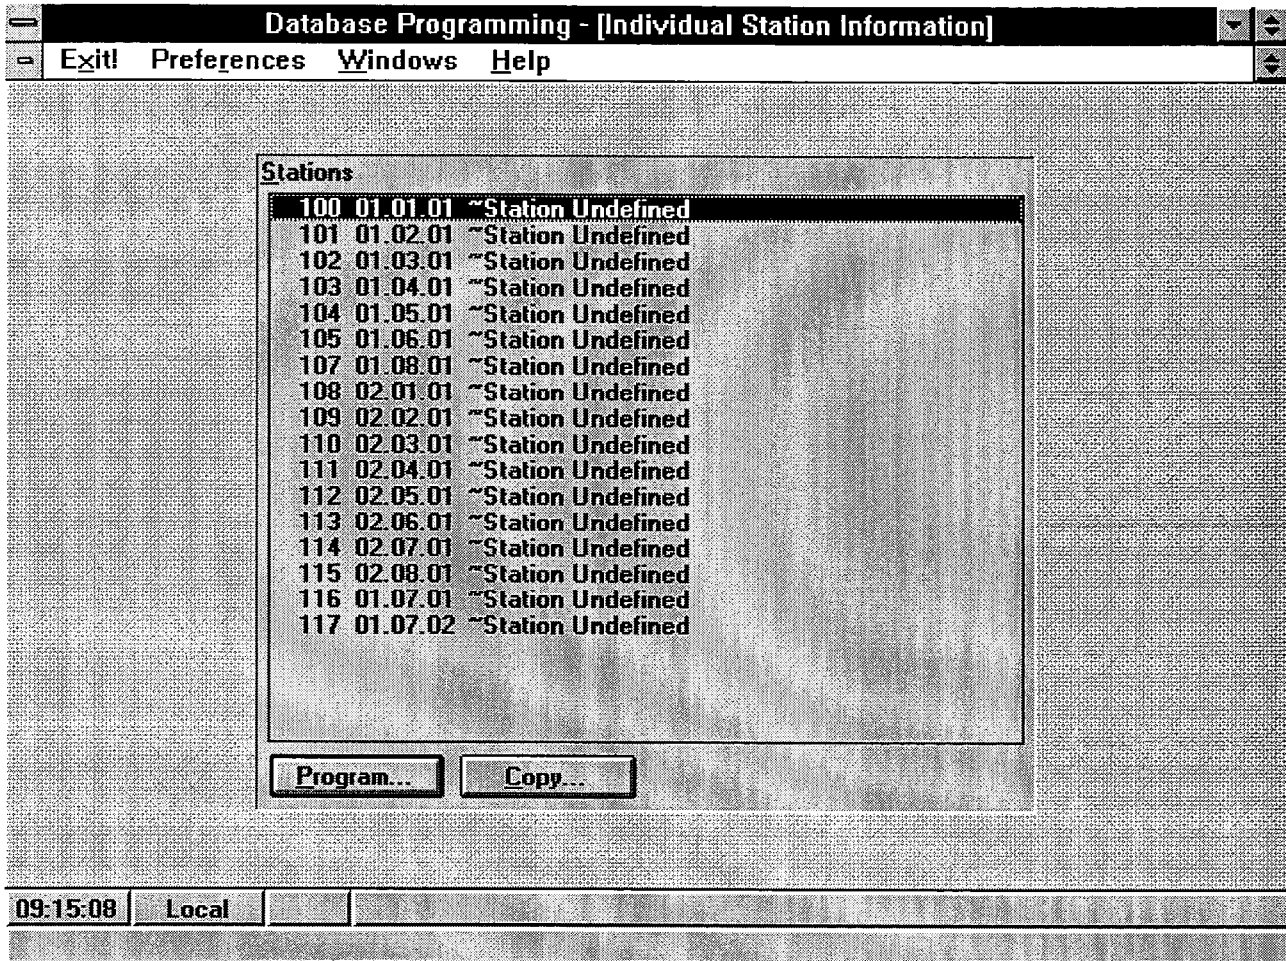 Database Programming - [Individual Station Information]
Exit! Preferences Windows Help
Stations
100 01.01.01 ~Station Undefined
101 01.02.01 ~Station Undefined
102 01.03.01 ~Station Undefined
103 01.04.01 ~Station Undefined
104 01.05.01 ~Station Undefined
105 01.06.01 ~Station Undefined
107 01.08.01 ~Station Undefined
108 02.01.01 ~Station Undefined
109 02.02.01 ~Station Undefined
110 02.03.01 ~Station Undefined
111 02.04.01 ~Station Undefined
112 02.05.01 ~Station Undefined
113 02.06.01 ~Station Undefined
114 02.07.01 ~Station Undefined
115 02.08.01 ~Station Undefined
116 01.07.01 ~Station Undefined
117 01.07.02 ~Station Undefined
Program... Copy...
09:15:08 Local